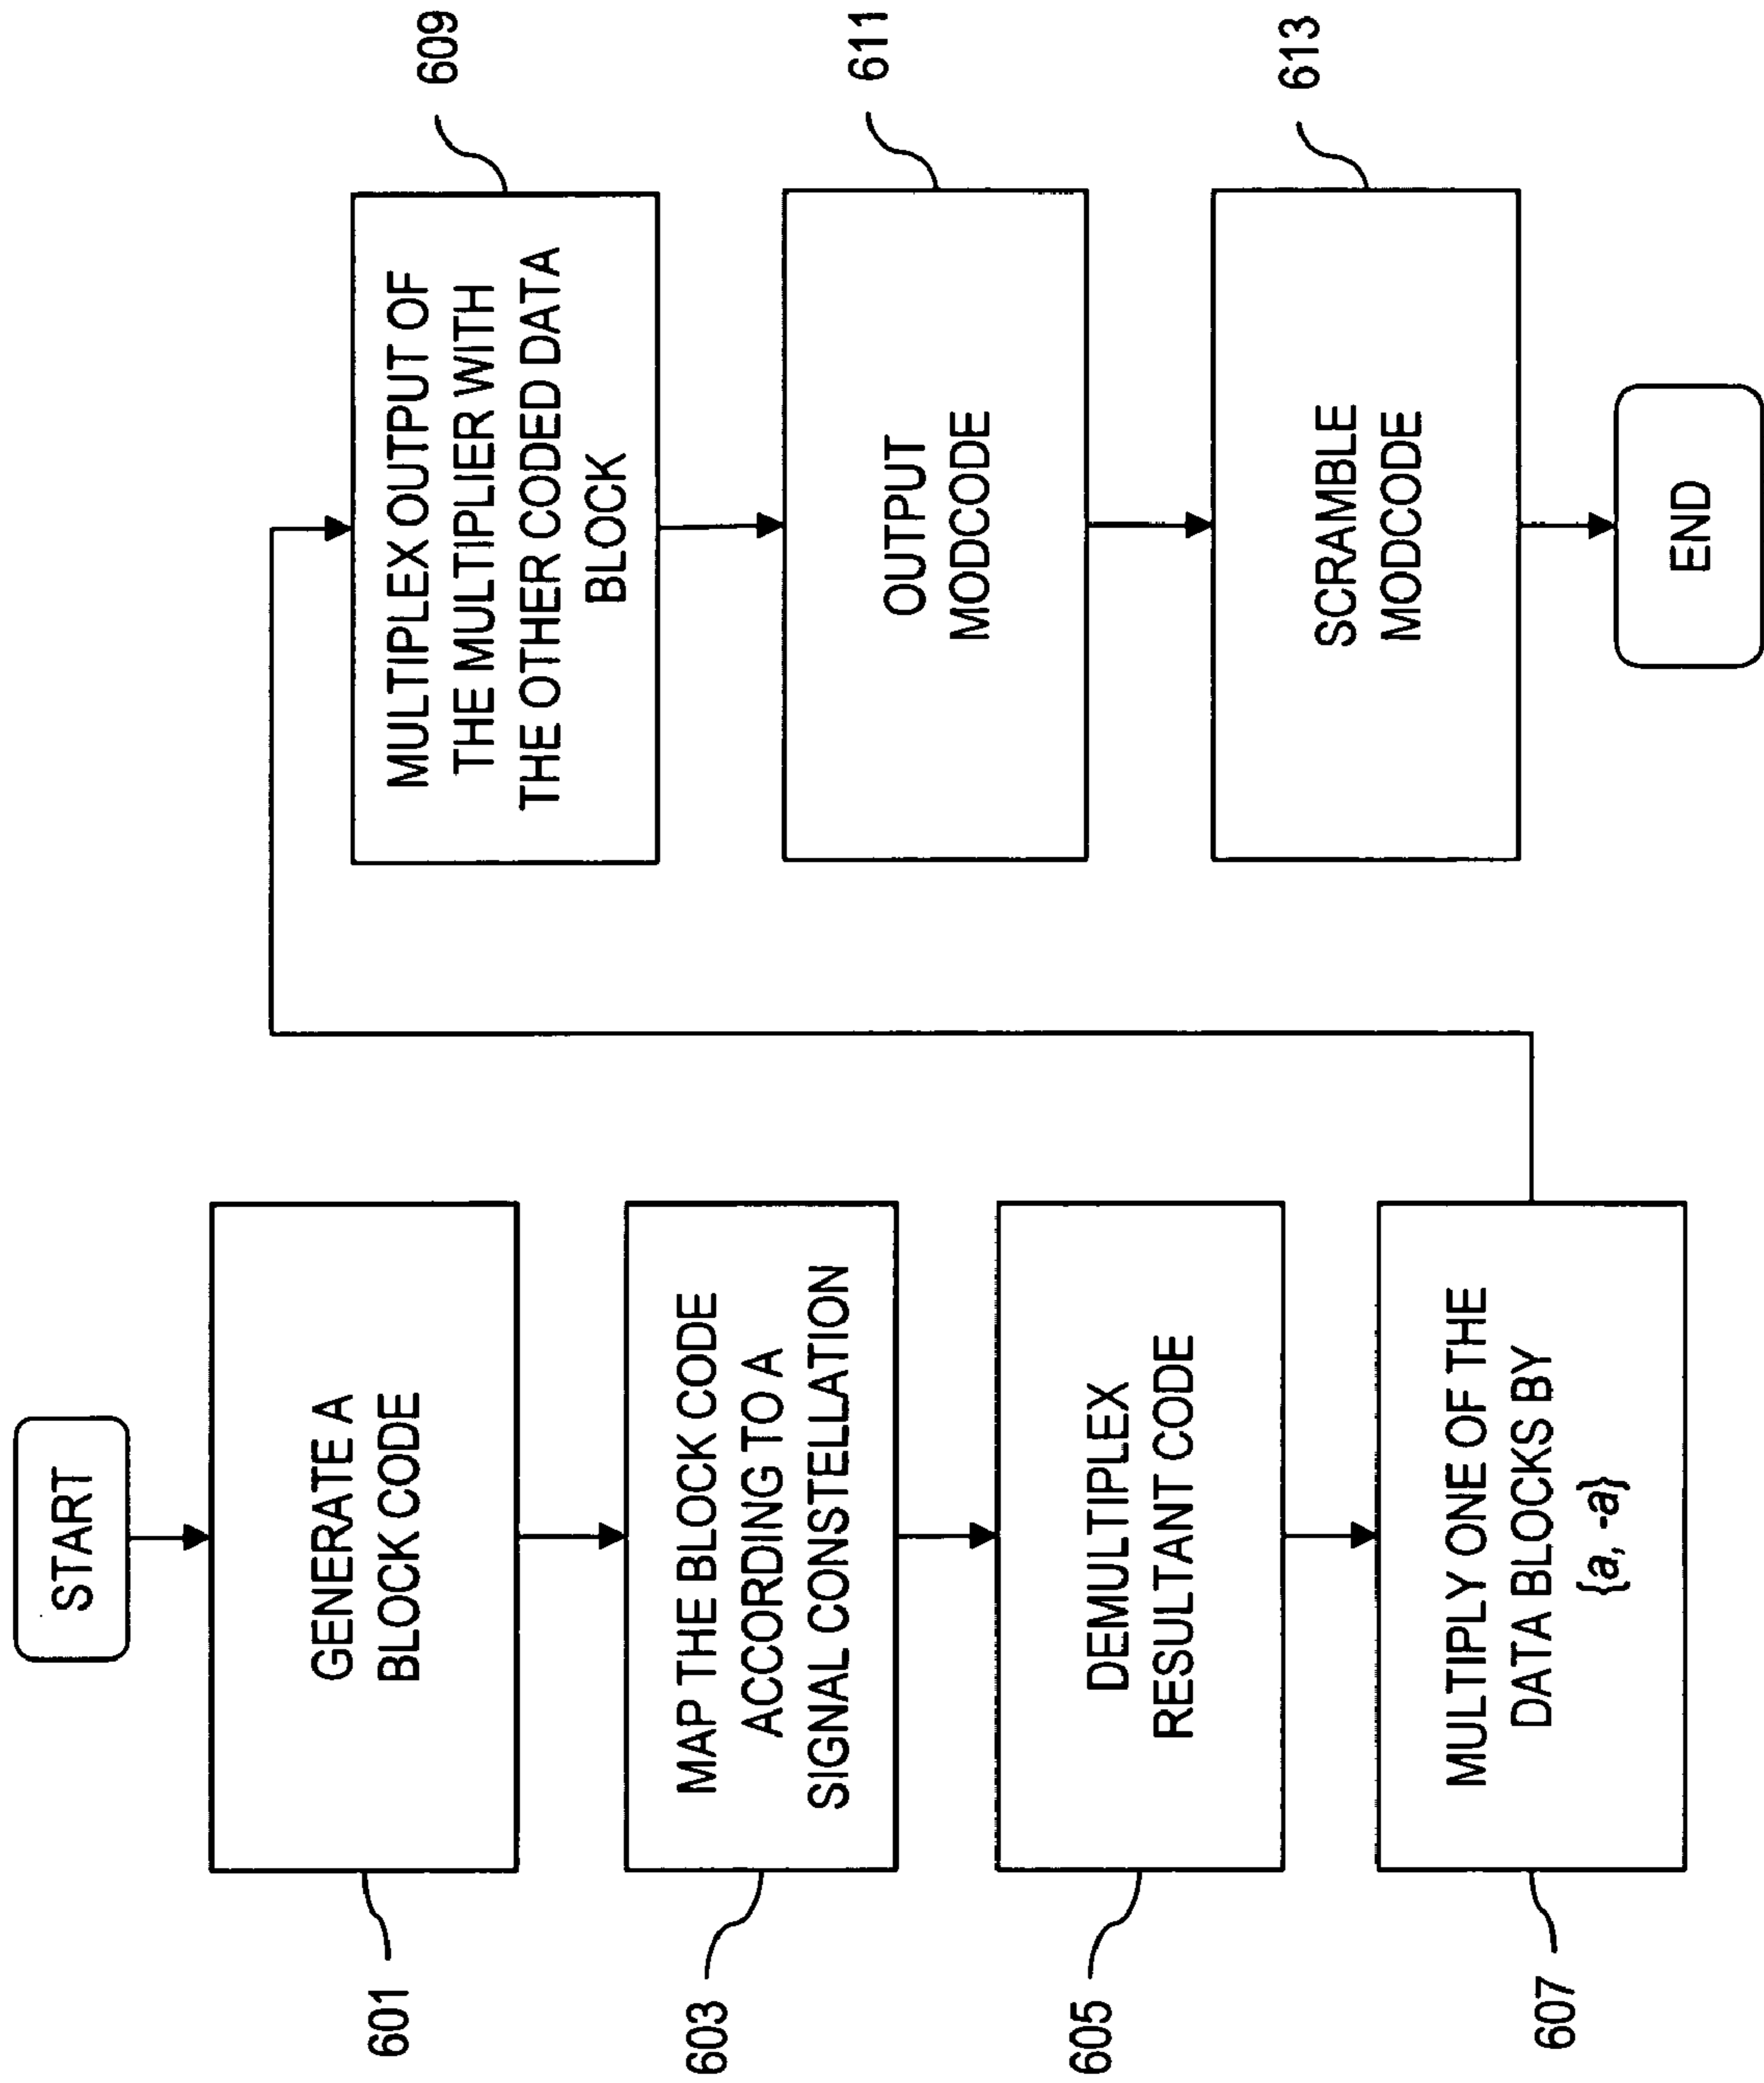 START
GENERATE A
BLOCK CODE
601
MAP THE BLOCK CODE
ACCORDING TO A
SIGNAL CONSTELLATION
603
DEMULTIPLEX
RESULTANT CODE
605
MULTIPLY ONE OF THE
DATA BLOCKS BY
{a, -a}
607
MULTIPLEX OUTPUT OF
THE MULTIPLIER WITH
THE OTHER CODED DATA
BLOCK
609
OUTPUT
MODCODE
611
SCRAMBLE
MODCODE
613
END